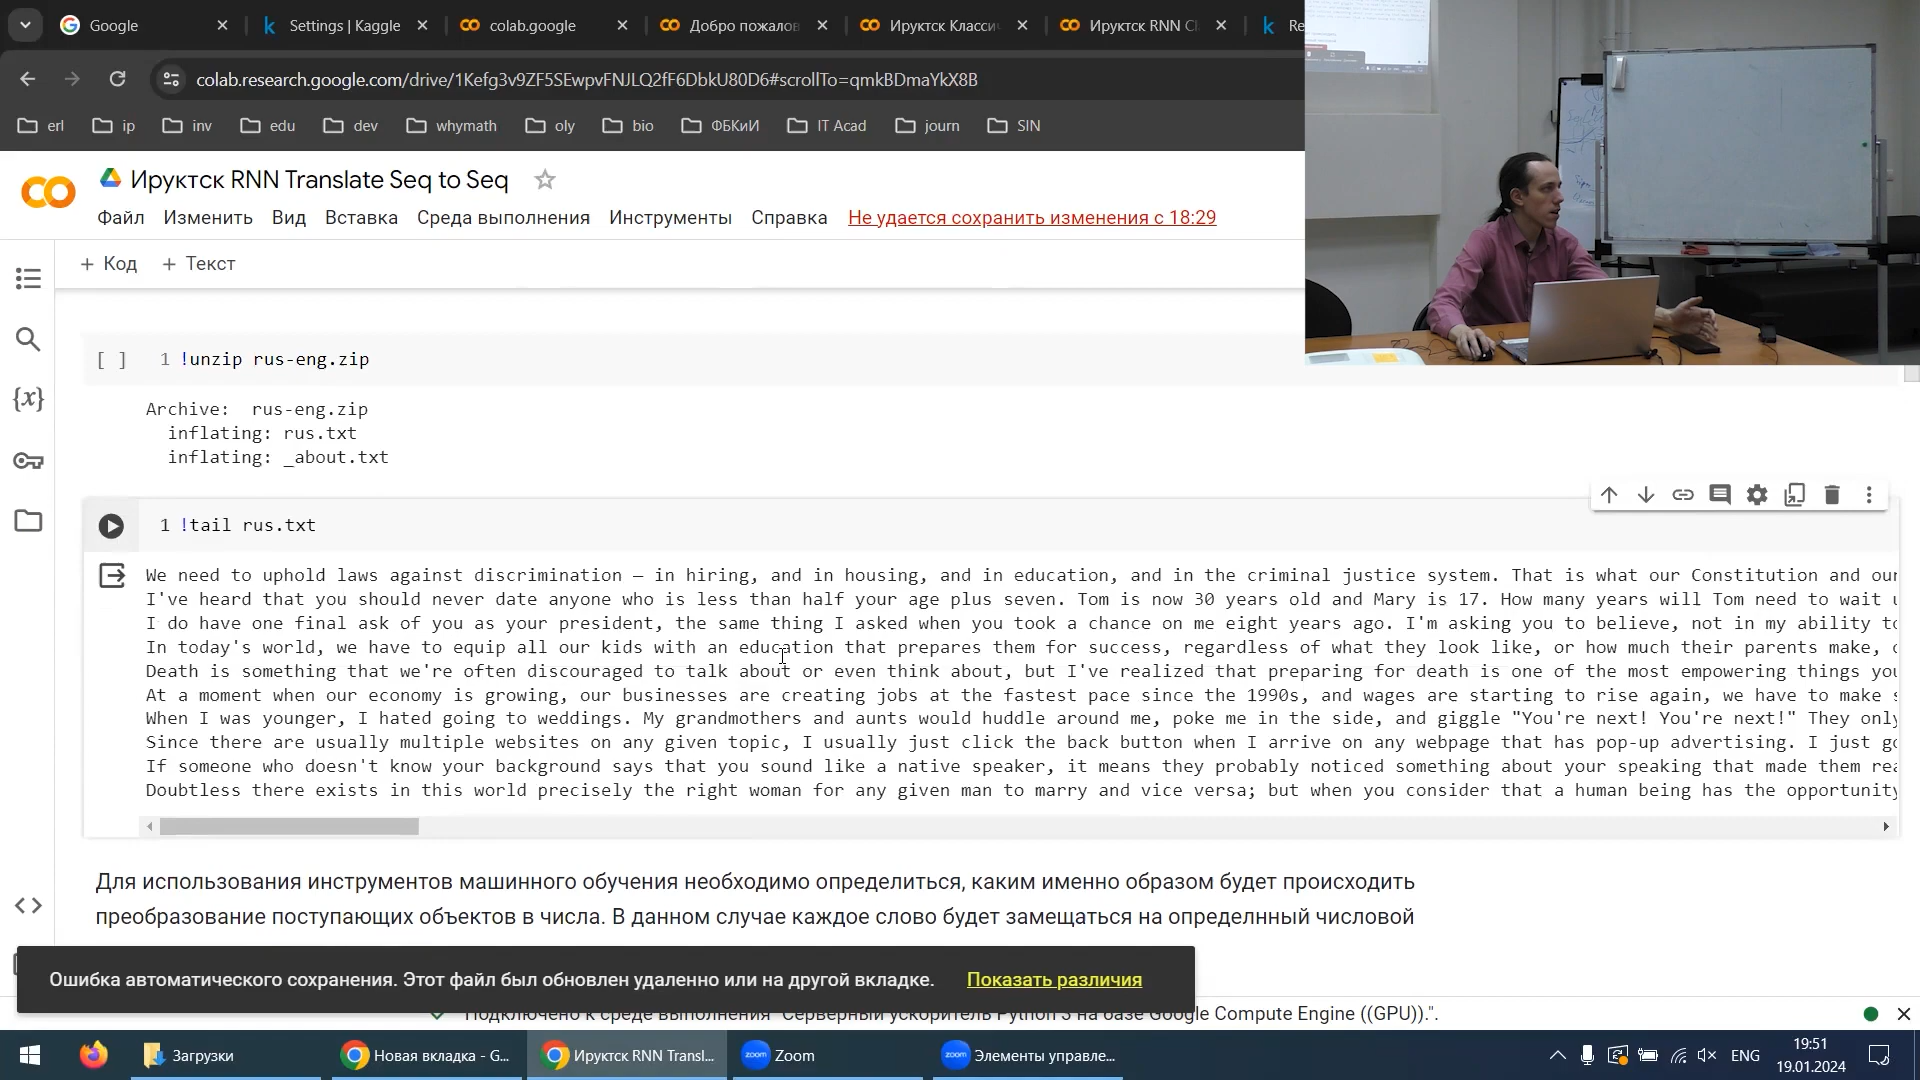 Google
Settings | Kaggle
colab.google
Добро пожалов
Ируктск Класси
Ируктск RNN Cl
Re
colab.research.google.com/drive/1Kefg3v9ZF5SEwpvFNJLQ2fF6DbkU80D6#scrollTo=qmkBDmaYkX8B
erl ip inv edu dev whymath oly bio ФБКиИ IT Acad journ SIN
Ируктск RNN Translate Seq to Seq
Файл Изменить Вид Вставка Среда выполнения Инструменты Справка Не удается сохранить изменения с 18:29
+ Код + Текст
[ ] 1 !unzip rus-eng.zip
Archive: rus-eng.zip
inflating: rus.txt
inflating: _about.txt
1 !tail rus.txt
We need to uphold laws against discrimination — in hiring, and in housing, and in education, and in the criminal justice system. That is what our Constitution and our
I've heard that you should never date anyone who is less than half your age plus seven. Tom is now 30 years old and Mary is 17. How many years will Tom need to wait u
I do have one final ask of you as your president, the same thing I asked when you took a chance on me eight years ago. I'm asking you to believe, not in my ability to
In today's world, we have to equip all our kids with an education that prepares them for success, regardless of what they look like, or how much their parents make, o
Death is something that we're often discouraged to talk about or even think about, but I've realized that preparing for death is one of the most empowering things you
At a moment when our economy is growing, our businesses are creating jobs at the fastest pace since the 1990s, and wages are starting to rise again, we have to make s
When I was younger, I hated going to weddings. My grandmothers and aunts would huddle around me, poke me in the side, and giggle "You're next! You're next!" They only
Since there are usually multiple websites on any given topic, I usually just click the back button when I arrive on any webpage that has pop-up advertising. I just go
If someone who doesn't know your background says that you sound like a native speaker, it means they probably noticed something about your speaking that made them rea
Doubtless there exists in this world precisely the right woman for any given man to marry and vice versa; but when you consider that a human being has the opportunity
Для использования инструментов машинного обучения необходимо определиться, каким именно образом будет происходить
преобразование поступающих объектов в числа. В данном случае каждое слово будет замещаться на определнный числовой
Ошибка автоматического сохранения. Этот файл был обновлен удаленно или на другой вкладке. Показать различия
Подключено к среде выполнения "Серверный ускоритель Python 3 на базе Google Compute Engine ((GPU))".
Загрузки
Новая вкладка - G...
Ируктск RNN Transl...
Zoom
Элементы управле...
ENG
19:51
19.01.2024